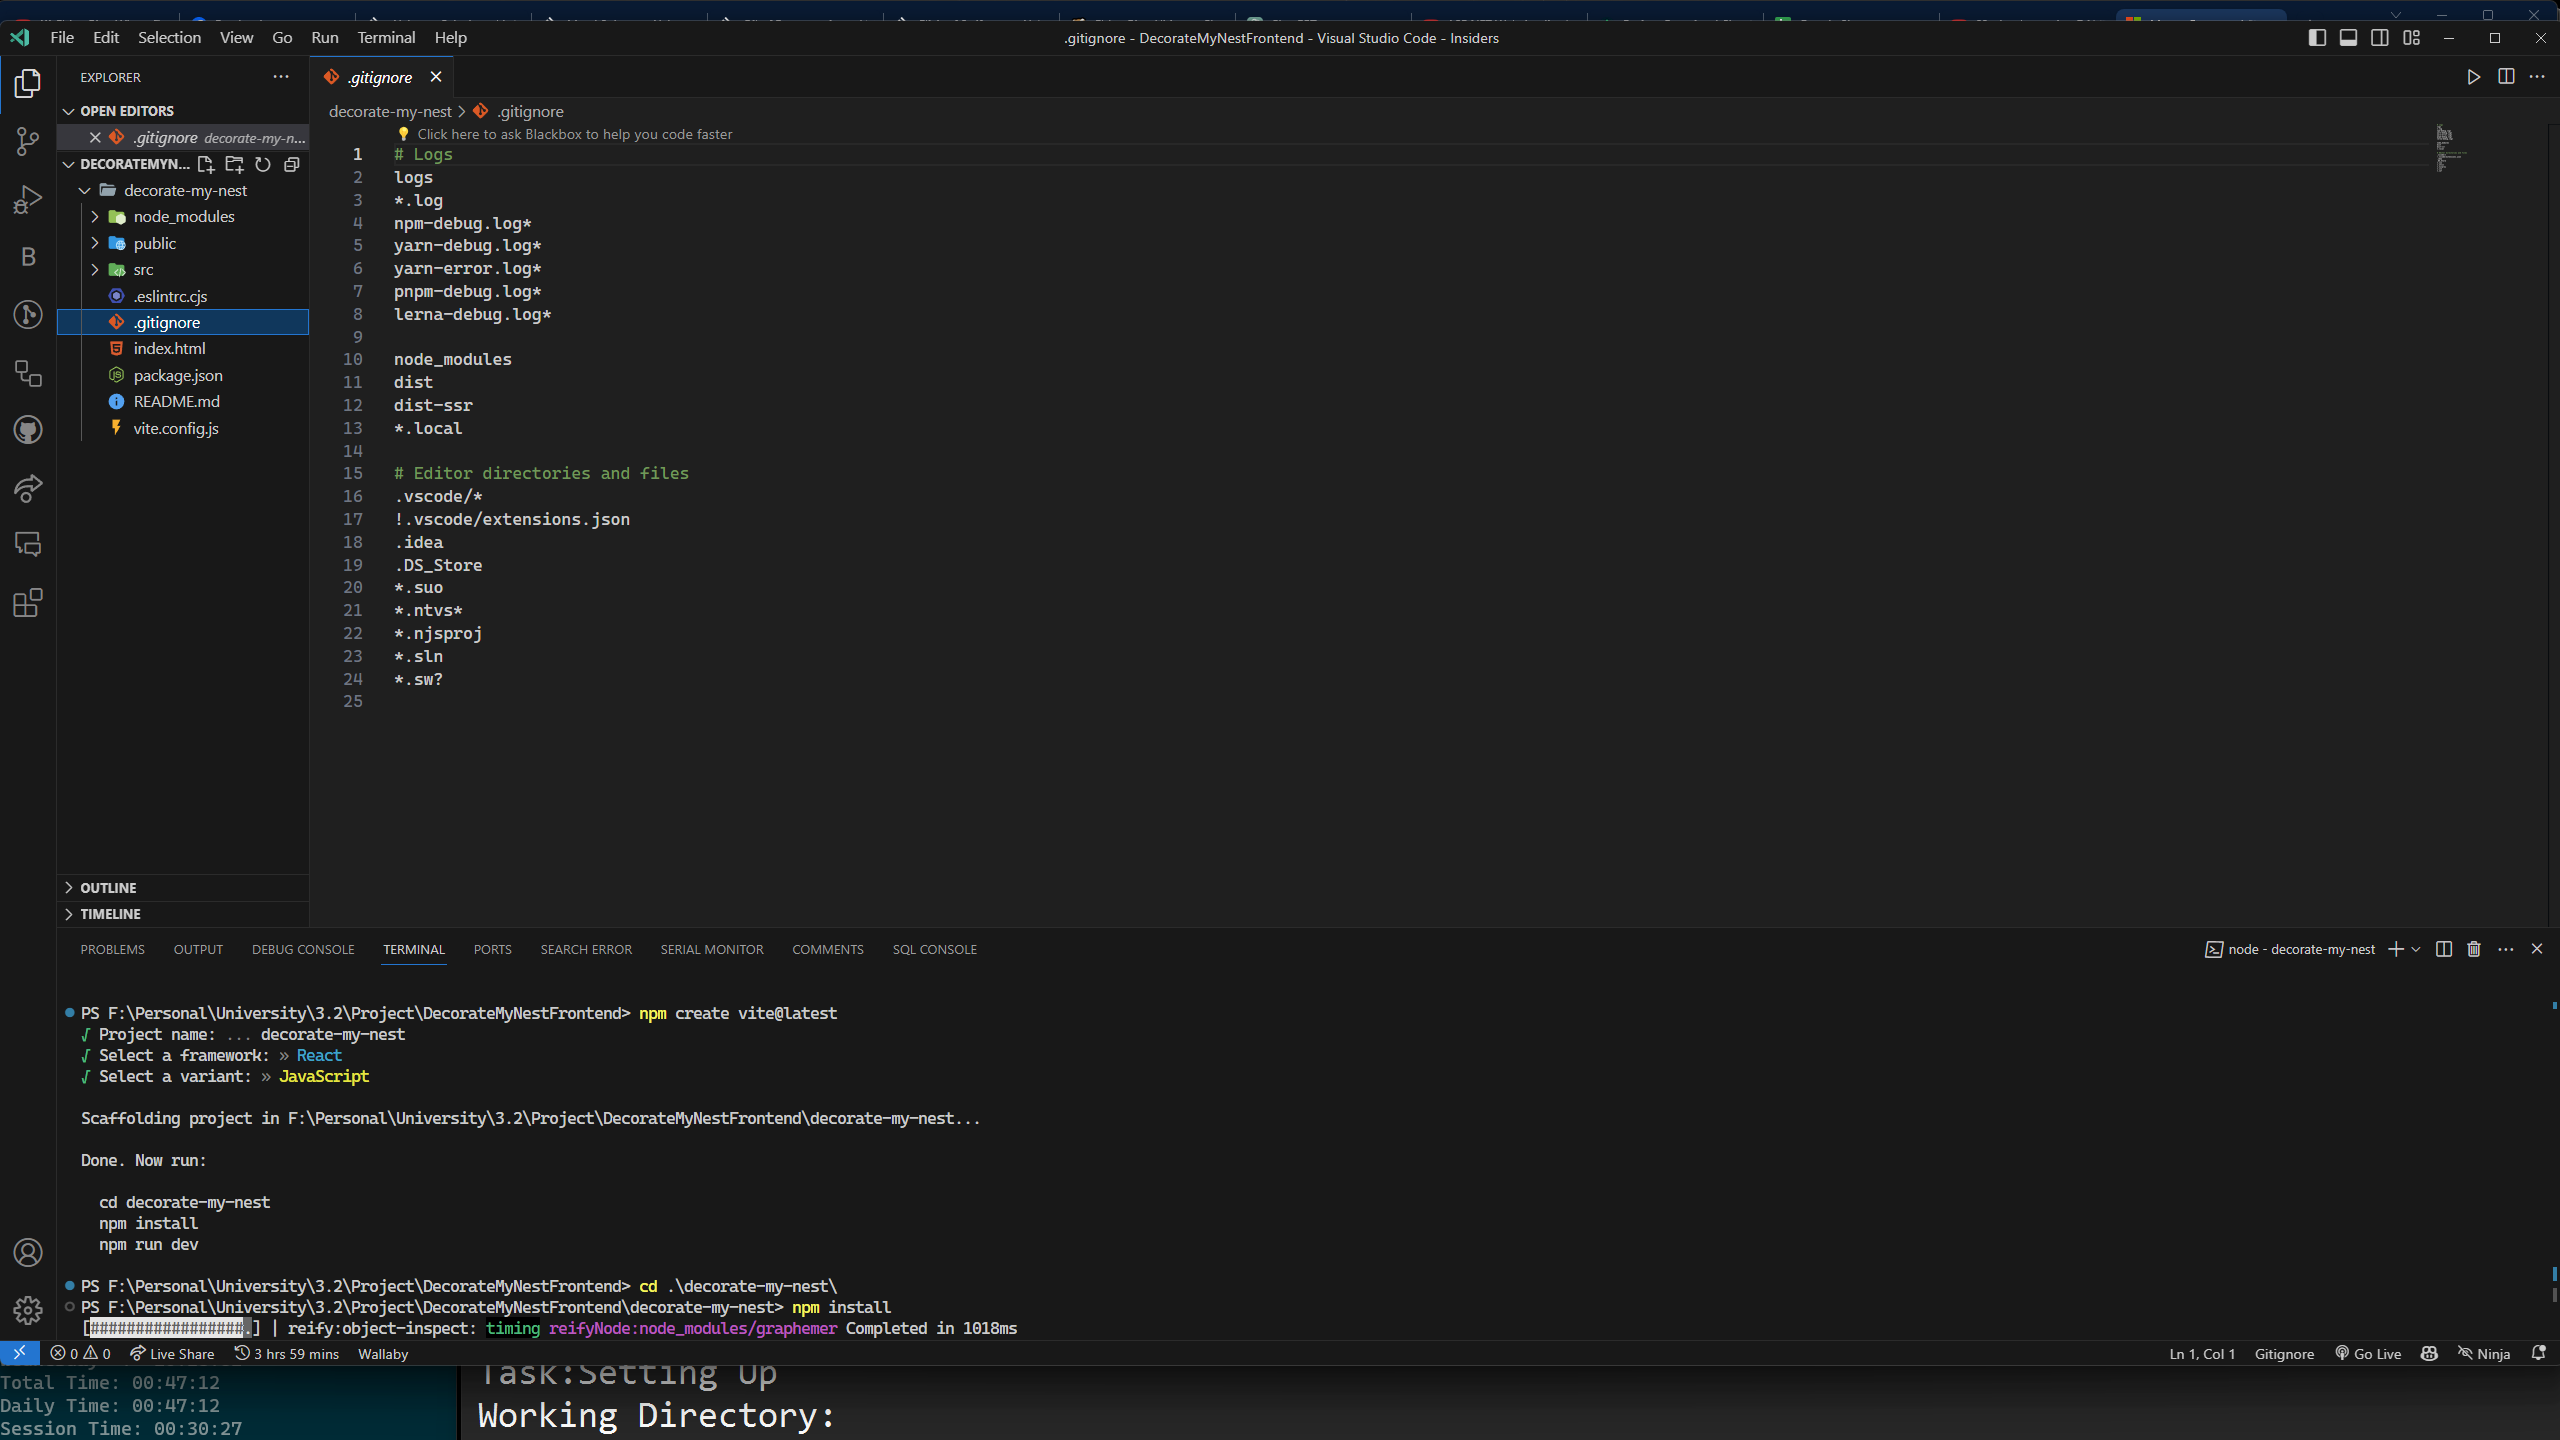 File Edit Selection View Go Run Terminal Help
.gitignore - DecorateMyNestFrontend - Visual Studio Code - Insiders
EXPLORER
OPEN EDITORS
.gitignore decorate-my-n...
DECORATEMYN...
decorate-my-nest
node_modules
public
src
.eslintrc.cjs
.gitignore
index.html
package.json
README.md
vite.config.js
OUTLINE
TIMELINE
.gitignore
decorate-my-nest > .gitignore
Click here to ask Blackbox to help you code faster
1 # Logs
2 logs
3 *.log
4 npm-debug.log*
5 yarn-debug.log*
6 yarn-error.log*
7 pnpm-debug.log*
8 lerna-debug.log*
9
10 node_modules
11 dist
12 dist-ssr
13 *.local
14
15 # Editor directories and files
16 .vscode/*
17 !.vscode/extensions.json
18 .idea
19 .DS_Store
20 *.suo
21 *.ntvs*
22 *.njsproj
23 *.sln
24 *.sw?
25
PROBLEMS OUTPUT DEBUG CONSOLE TERMINAL PORTS SEARCH ERROR SERIAL MONITOR COMMENTS SQL CONSOLE
node - decorate-my-nest
PS F:\Personal\University\3.2\Project\DecorateMyNestFrontend> npm create vite@latest
√ Project name: ... decorate-my-nest
√ Select a framework: » React
√ Select a variant: » JavaScript
Scaffolding project in F:\Personal\University\3.2\Project\DecorateMyNestFrontend\decorate-my-nest...
Done. Now run:
cd decorate-my-nest
npm install
npm run dev
PS F:\Personal\University\3.2\Project\DecorateMyNestFrontend> cd .\decorate-my-nest\
PS F:\Personal\University\3.2\Project\DecorateMyNestFrontend\decorate-my-nest> npm install
[#################.] | reify:object-inspect: timing reifyNode:node_modules/graphemer Completed in 1018ms
0 0 Live Share 3 hrs 59 mins Wallaby
Ln 1, Col 1 Gitignore Go Live Ninja
Total Time: 00:47:12
Daily Time: 00:47:12
Session Time: 00:30:27
Task:Setting Up
Working Directory: